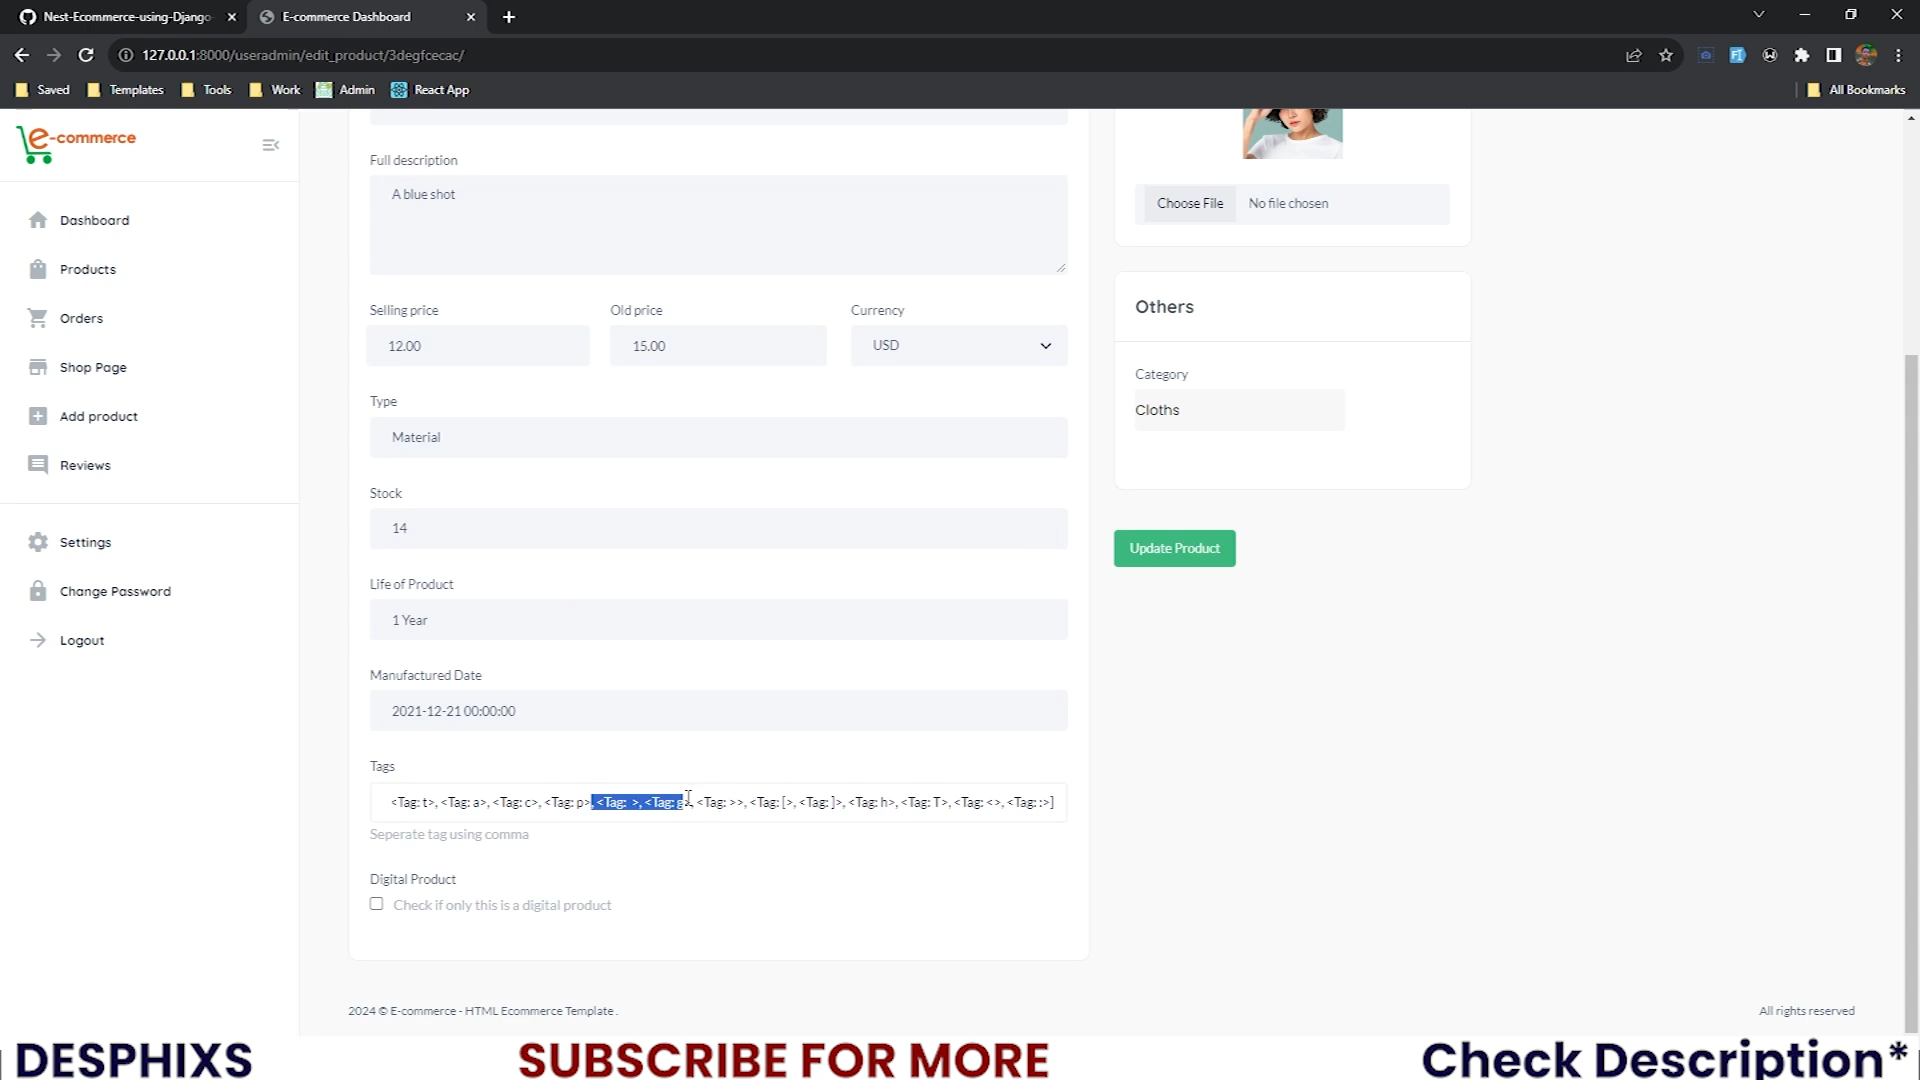 Nest-Ecommerce-using-Django-
E-commerce Dashboard
127.0.0.1:8000/useradmin/edit_product/3degfcecac/
Saved
Templates
Tools
Work
Admin
React App
All Bookmarks
e-commerce
Dashboard
Products
Orders
Shop Page
Add product
Reviews
Settings
Change Password
Logout
Full description
A blue shot
Selling price
Old price
Currency
12.00
15.00
USD
Type
Material
Stock
14
Life of Product
1 Year
Manufactured Date
2021-12-21 00:00:00
Tags
<Tag: t>, <Tag: a>, <Tag: c>, <Tag: p>, <Tag: >, <Tag: g>, <Tag: >>, <Tag: [>, <Tag: ]>, <Tag: h>, <Tag: T>, <Tag: <>, <Tag: :>]
Seperate tag using comma
Digital Product
Check if only this is a digital product
Choose File No file chosen
Others
Category
Cloths
Update Product
2024 © E-commerce - HTML Ecommerce Template .
All rights reserved
DESPHIXS
SUBSCRIBE FOR MORE
Check Description*